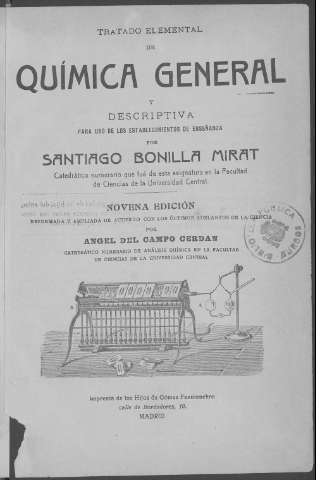 TRATADO ELEMENTAL
DE
QUÍMICA GENERAL
Y
DESCRIPTIVA
PARA USO DE LOS ESTABLECIMIENTOS DE ENSEÑANZA
POR
SANTIAGO BONILLA MIRAT
Catedrático numerario que fué de esta asignatura en la Facultad
de Ciencias de la Universidad Central.
NOVENA EDICIÓN
REFORMADA Y AMPLIADA DE ACUERDO CON LOS ÚLTIMOS ADELANTOS DE LA CIENCIA
POR
ANGEL DEL CAMPO CERDAN
CATEDRÁTICO NUMERARIO DE ANÁLISIS QUÍMICO EN LA FACULTAD
DE CIENCIAS DE LA UNIVERSIDAD CENTRAL
PÚBLICA
BURGOS
Imprenta de los Hijos de Gómez Fuentenebro
calle de Bordadores, 10.
MADRID